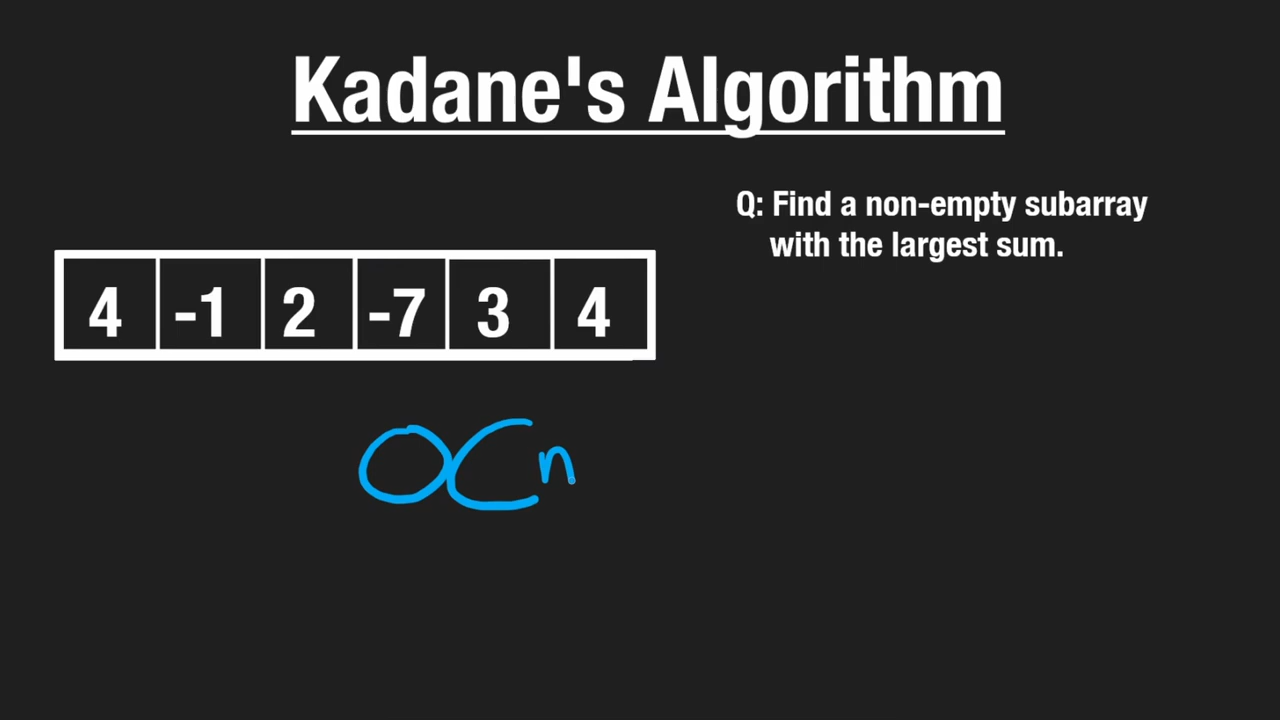 Kadane's Algorithm
Q: Find a non-empty subarray
with the largest sum.
4 -1 2 -7 3 4
O(n